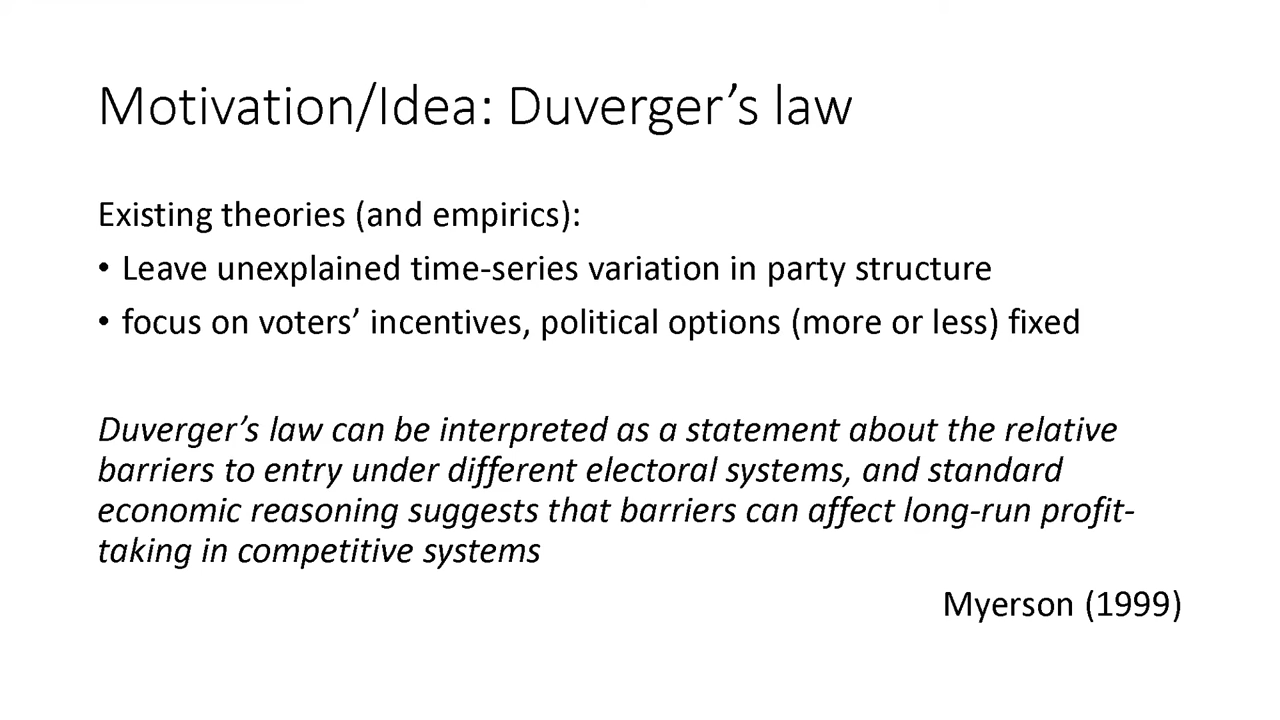 Motivation/Idea: Duverger’s law
Existing theories (and empirics):
• Leave unexplained time-series variation in party structure
• focus on voters’ incentives, political options (more or less) fixed
Duverger’s law can be interpreted as a statement about the relative
barriers to entry under different electoral systems, and standard
economic reasoning suggests that barriers can affect long-run profit-
taking in competitive systems
Myerson (1999)